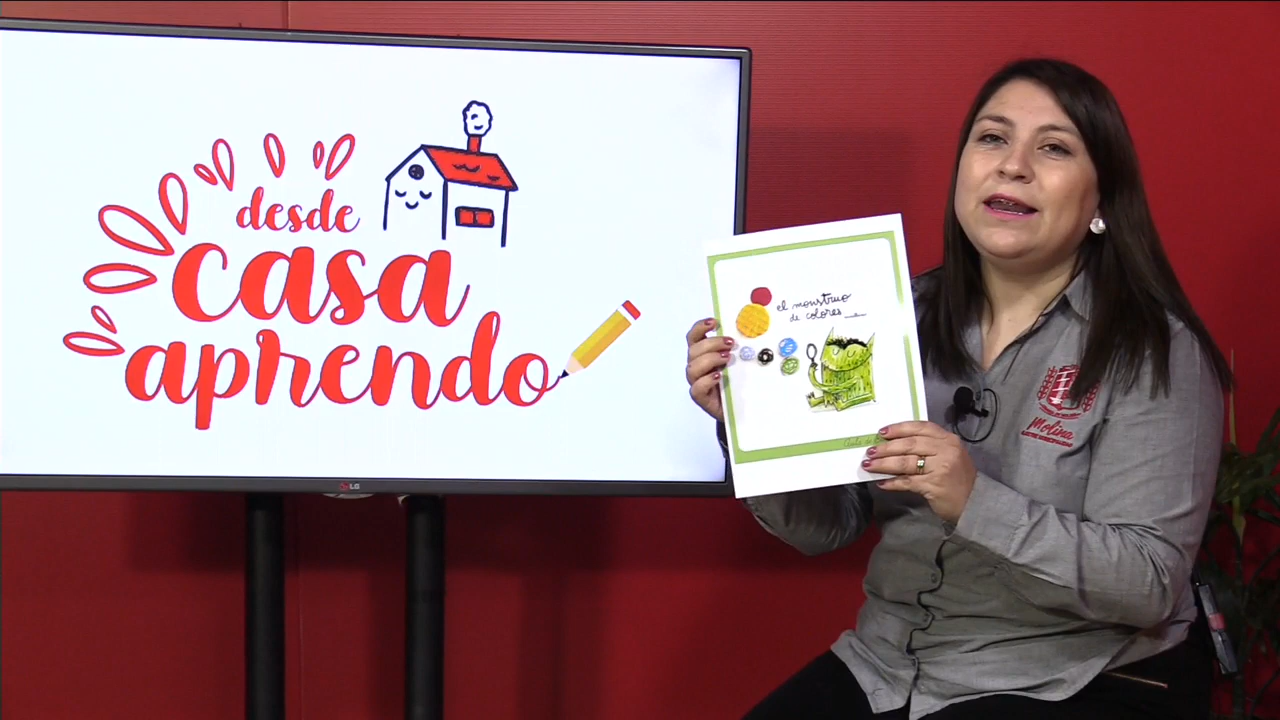 desde
casa
aprendo
el monstruo
de colores
LG
Molina